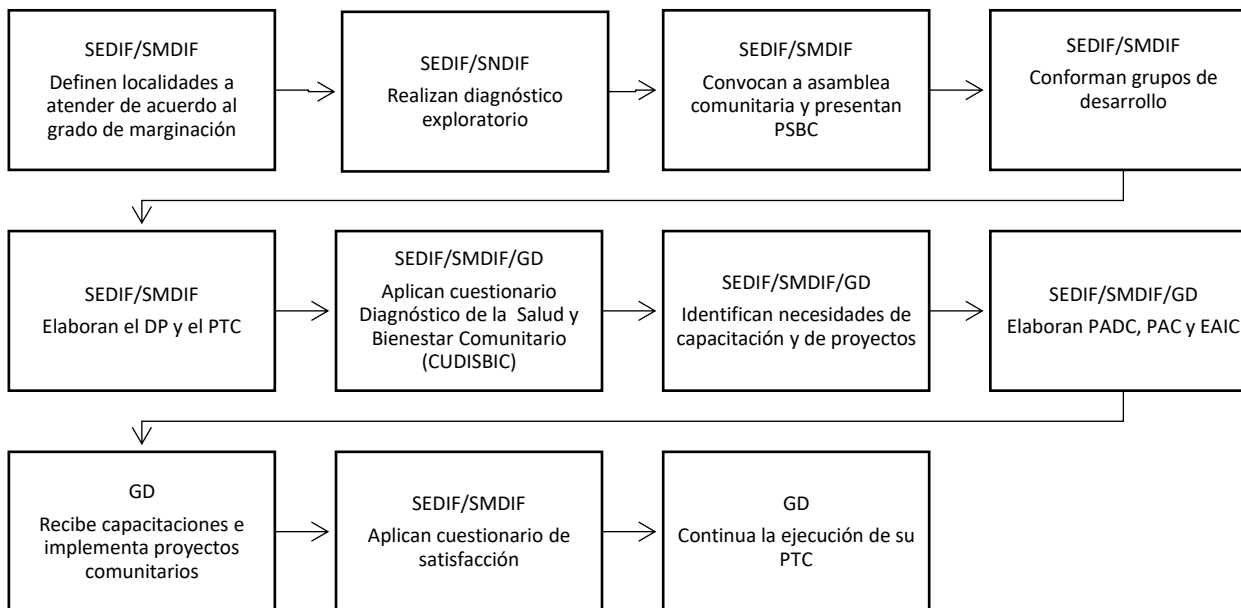 SEDIF/SMDIF
Definen localidades a
atender de acuerdo al
grado de marginación
SEDIF/SNDIF
Realizan diagnóstico
exploratorio
SEDIF/SMDIF
Convocan a asamblea
comunitaria y presentan
PSBC
SEDIF/SMDIF
Conforman grupos de
desarrollo
SEDIF/SMDIF
Elaboran el DP y el PTC
SEDIF/SMDIF/GD
Aplican cuestionario
Diagnóstico de la Salud y
Bienestar Comunitario
(CUDISBIC)
SEDIF/SMDIF/GD
Identifican necesidades de
capacitación y de proyectos
SEDIF/SMDIF/GD
Elaboran PADC, PAC y EAIC
GD
Recibe capacitaciones e
implementa proyectos
comunitarios
SEDIF/SMDIF
Aplican cuestionario de
satisfacción
GD
Continua la ejecución de su
PTC